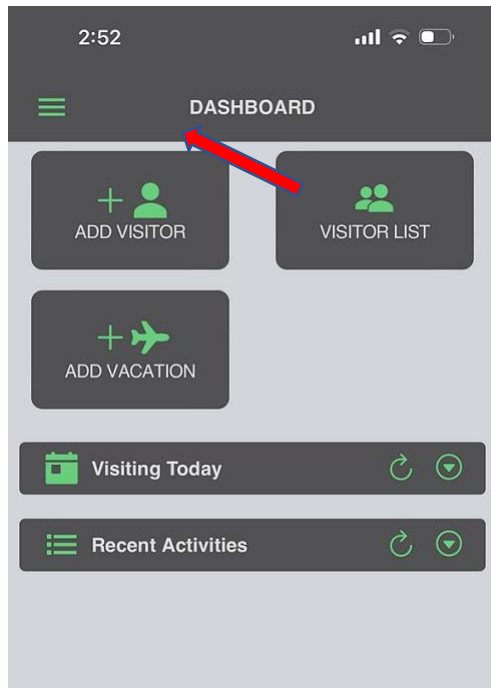 2:52
DASHBOARD
ADD VISITOR
VISITOR LIST
ADD VACATION
Visiting Today
Recent Activities